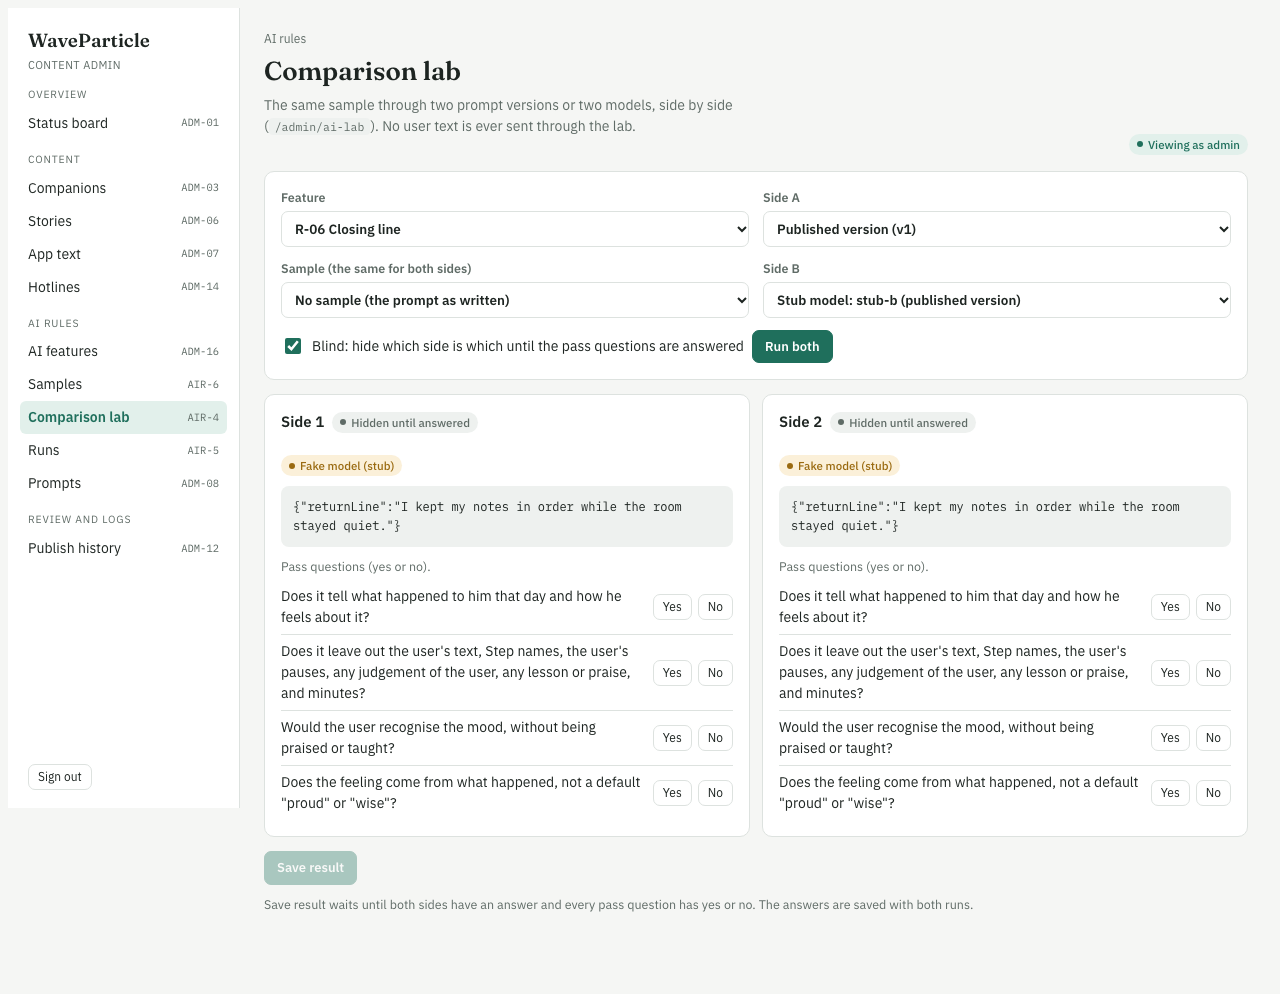 WaveParticle
CONTENT ADMIN
OVERVIEW
Status board ADM-01
CONTENT
Companions ADM-03
Stories ADM-06
App text ADM-07
Hotlines ADM-14
AI RULES
AI features ADM-16
Samples AIR-6
Comparison lab AIR-4
Runs AIR-5
Prompts ADM-08
REVIEW AND LOGS
Publish history ADM-12
Sign out
AI rules
Comparison lab
The same sample through two prompt versions or two models, side by side
( /admin/ai-lab ). No user text is ever sent through the lab.
Viewing as admin
Feature
R-06 Closing line
Side A
Published version (v1)
Sample (the same for both sides)
No sample (the prompt as written)
Side B
Stub model: stub-b (published version)
Blind: hide which side is which until the pass questions are answered
Run both
Side 1 Hidden until answered
Fake model (stub)
{"returnLine":"I kept my notes in order while the room
stayed quiet."}
Pass questions (yes or no).
Does it tell what happened to him that day and how he
feels about it?
Yes No
Does it leave out the user's text, Step names, the user's
pauses, any judgement of the user, any lesson or praise,
and minutes?
Yes No
Would the user recognise the mood, without being
praised or taught?
Yes No
Does the feeling come from what happened, not a default
"proud" or "wise"?
Yes No
Side 2 Hidden until answered
Fake model (stub)
{"returnLine":"I kept my notes in order while the room
stayed quiet."}
Pass questions (yes or no).
Does it tell what happened to him that day and how he
feels about it?
Yes No
Does it leave out the user's text, Step names, the user's
pauses, any judgement of the user, any lesson or praise,
and minutes?
Yes No
Would the user recognise the mood, without being
praised or taught?
Yes No
Does the feeling come from what happened, not a default
"proud" or "wise"?
Yes No
Save result
Save result waits until both sides have an answer and every pass question has yes or no. The answers are saved with both runs.